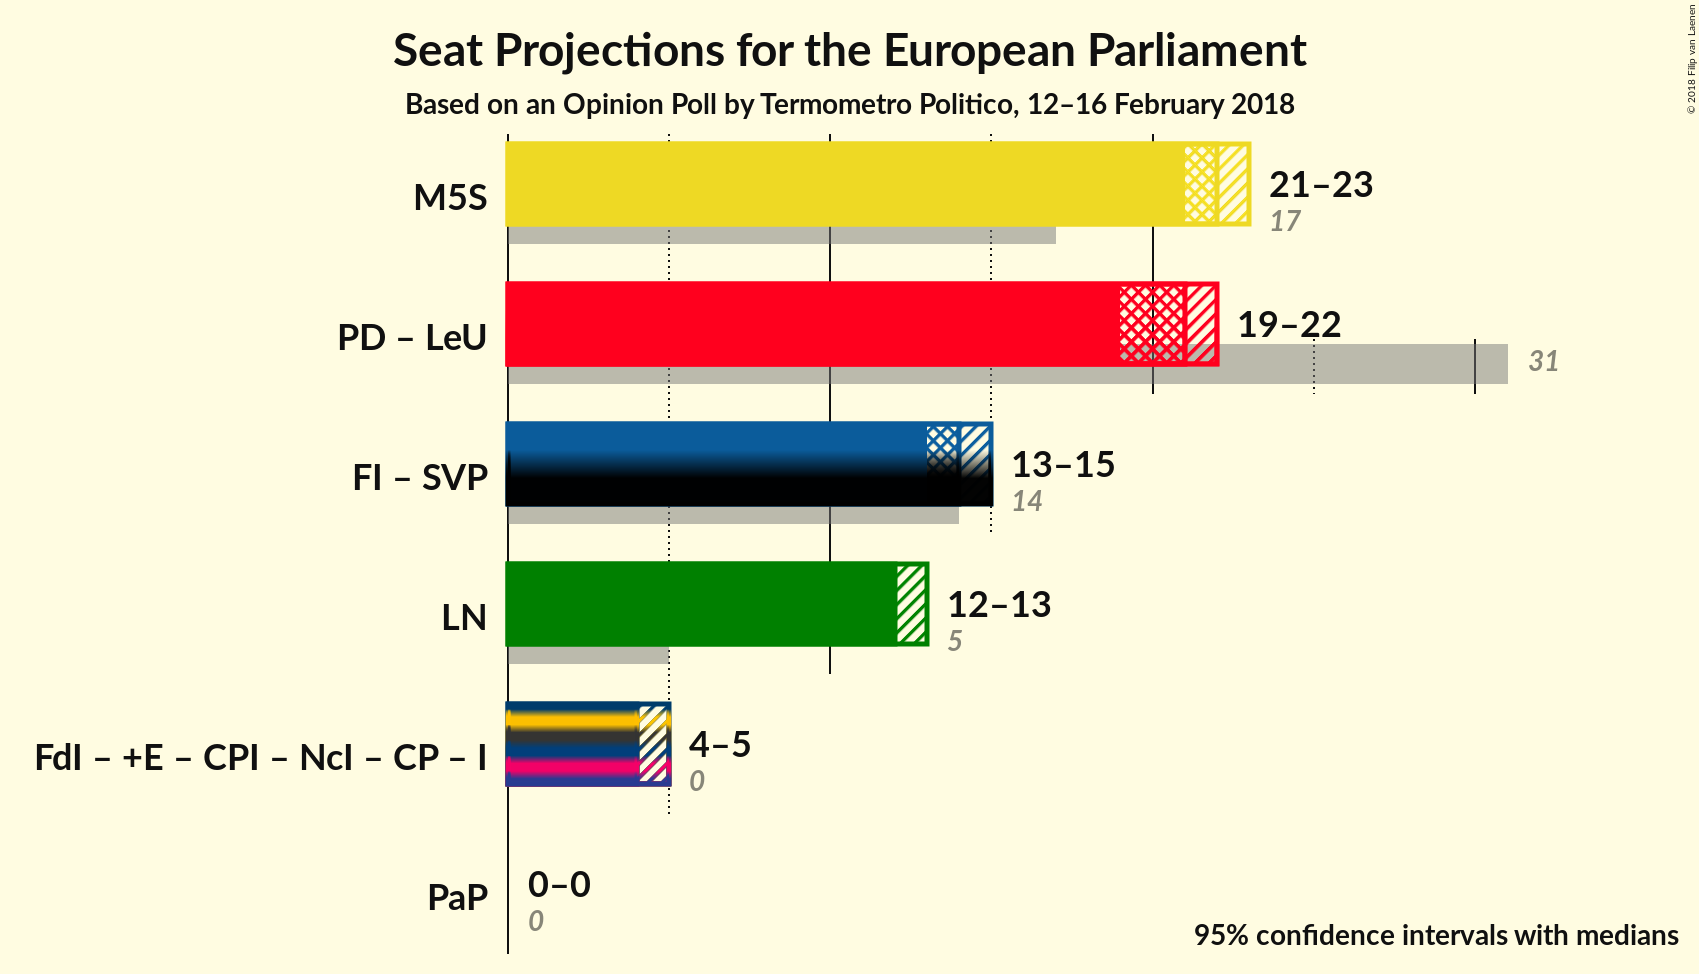 Seat Projections for the European Parliament
Based on an Opinion Poll by Termometro Politico, 12–16 February 2018
© 2018 Filip van Laenen
M5S
21–23
17
PD – LeU
19–22
31
FI – SVP
13–15
14
LN
12–13
5
FdI – +E – CPI – NcI – CP – I
4–5
0
PaP
0–0
0
95% confidence intervals with medians